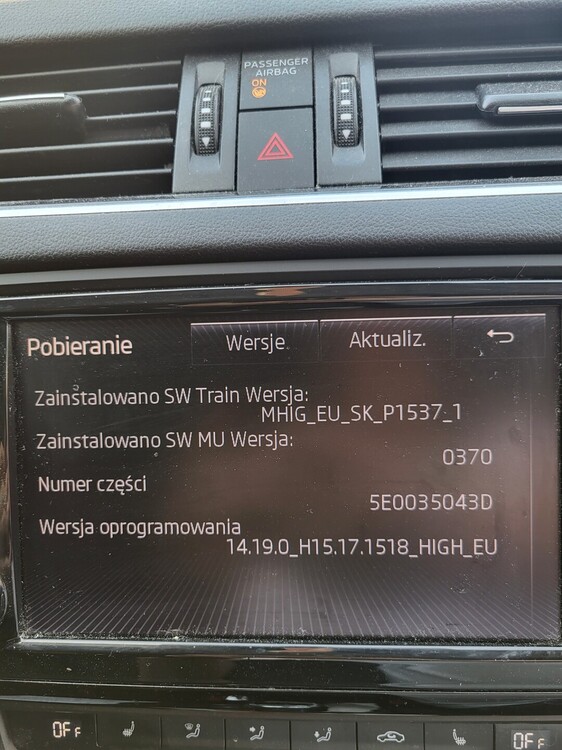 PASSENGER
AIRBAG
ON
Pobieranie
Wersje
Aktualiz.
Zainstalowano SW Train Wersja:
MHIG_EU_SK_P1537_1
Zainstalowano SW MU Wersja:
0370
Numer części
5E0035043D
Wersja oprogramowania
14.19.0_H15.17.1518_HIGH_EU
OFF
OFF